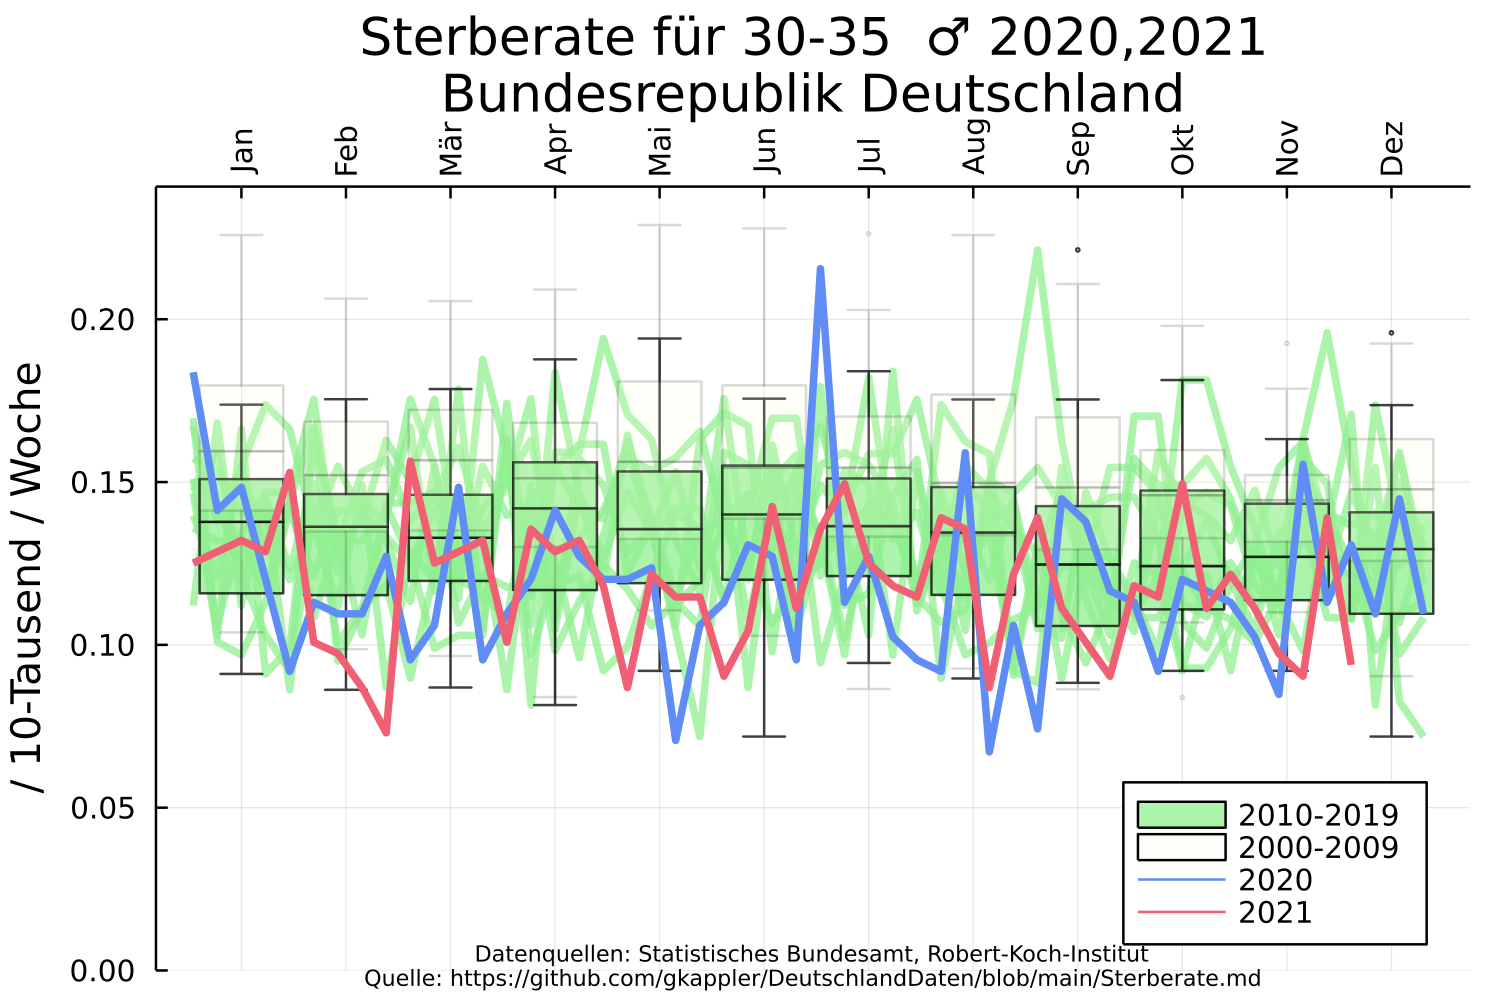 Sterberate für 30-35 ♂ 2020,2021
Bundesrepublik Deutschland
Jan Feb Mär Apr Mai Jun Jul Aug Sep Okt Nov Dez
/ 10-Tausend / Woche
0.20
0.15
0.10
0.05
0.00
2010-2019
2000-2009
2020
2021
Datenquellen: Statistisches Bundesamt, Robert-Koch-Institut
Quelle: https://github.com/gkappler/DeutschlandDaten/blob/main/Sterberate.md